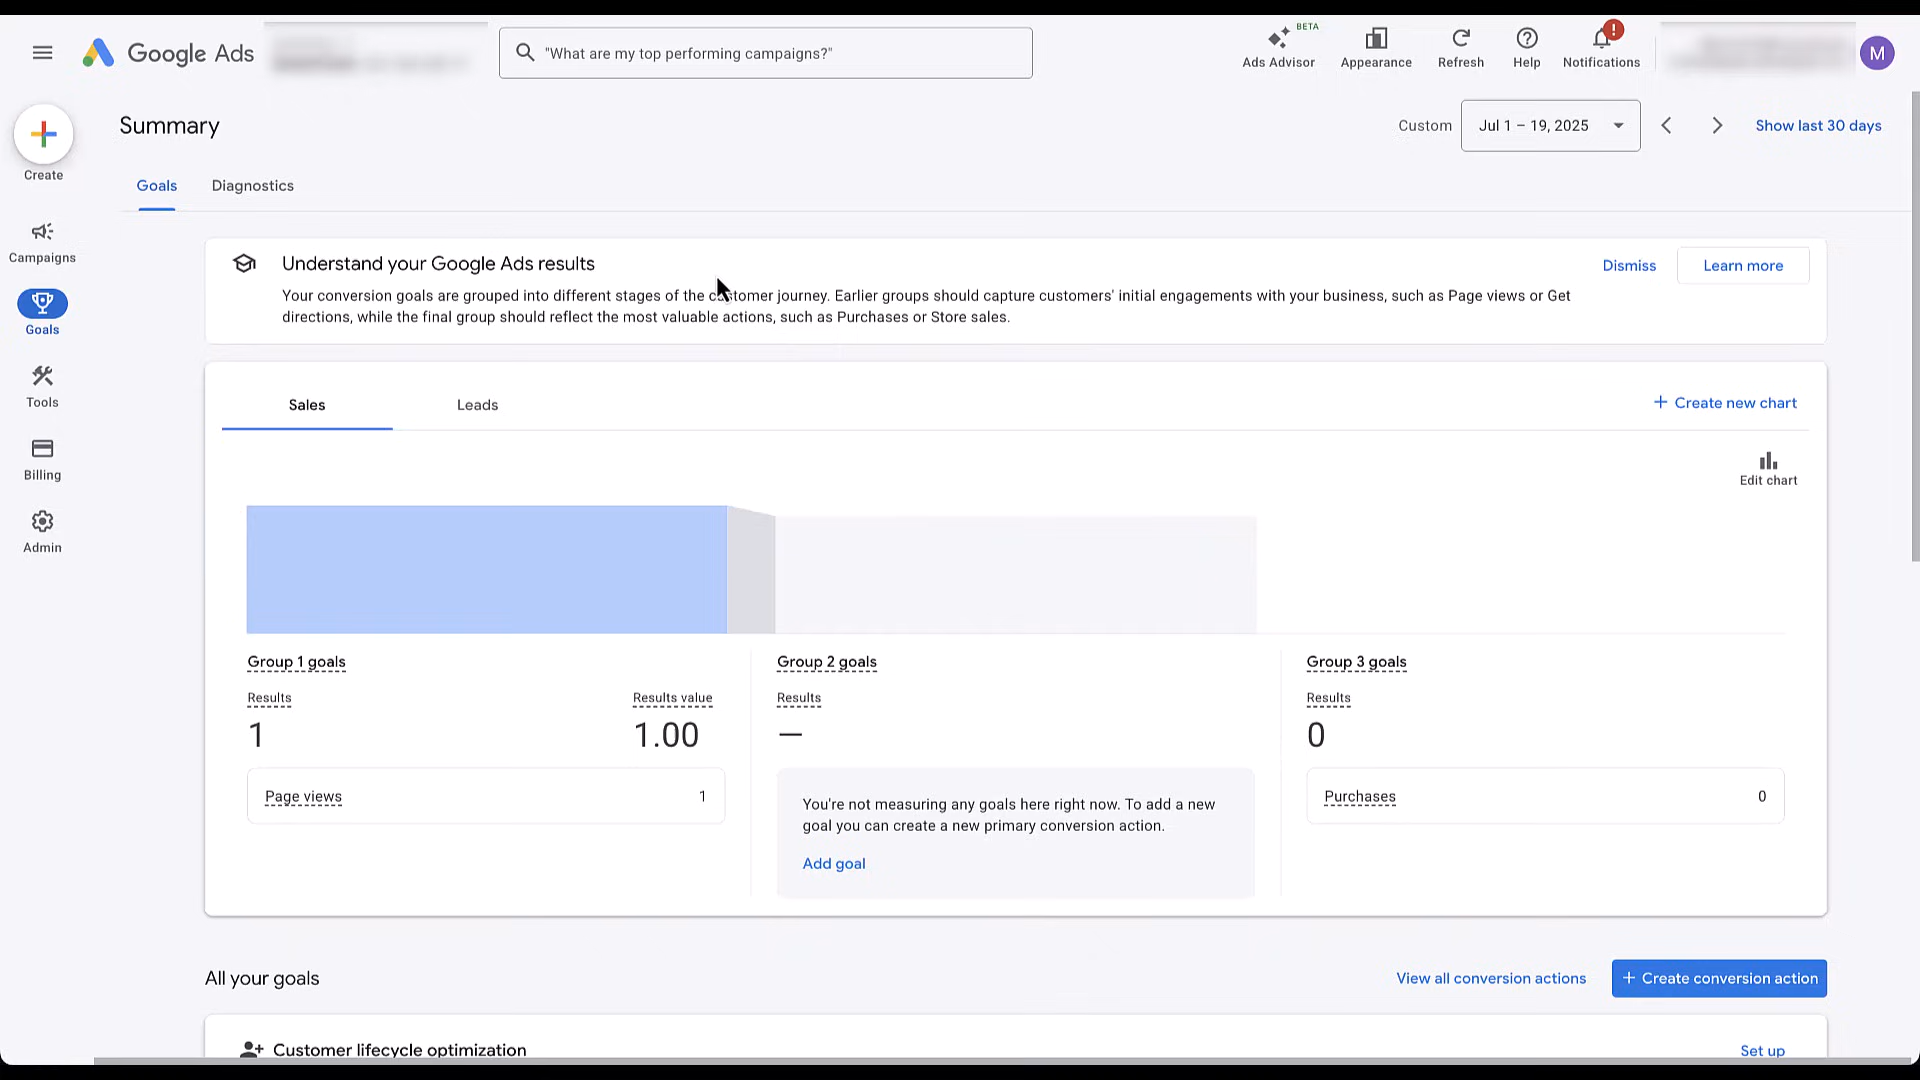 Google Ads
"What are my top performing campaigns?"
BETA
Ads Advisor
Appearance
Refresh
Help
!
Notifications
M
Summary
Custom
Jul 1 – 19, 2025
Show last 30 days
Create
Goals
Diagnostics
Campaigns
Goals
Tools
Billing
Admin
Understand your Google Ads results
Dismiss
Learn more
Your conversion goals are grouped into different stages of the customer journey. Earlier groups should capture customers' initial engagements with your business, such as Page views or Get
directions, while the final group should reflect the most valuable actions, such as Purchases or Store sales.
Sales
Leads
+ Create new chart
Edit chart
Group 1 goals
Results
Results value
1
1.00
Page views
1
Group 2 goals
Results
—
You're not measuring any goals here right now. To add a new
goal you can create a new primary conversion action.
Add goal
Group 3 goals
Results
0
Purchases
0
All your goals
View all conversion actions
+ Create conversion action
Customer lifecycle optimization
Set up